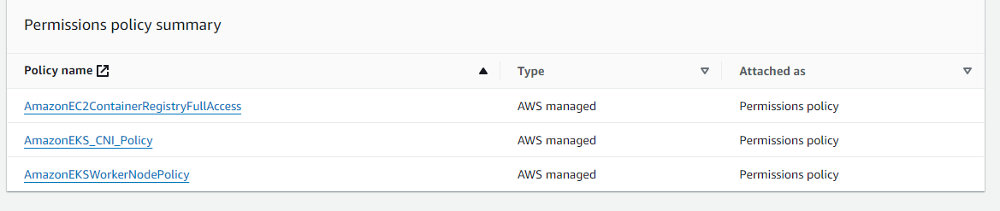 Permissions policy summary
Policy name Type Attached as
AmazonEC2ContainerRegistryFullAccess AWS managed Permissions policy
AmazonEKS_CNI_Policy AWS managed Permissions policy
AmazonEKSWorkerNodePolicy AWS managed Permissions policy